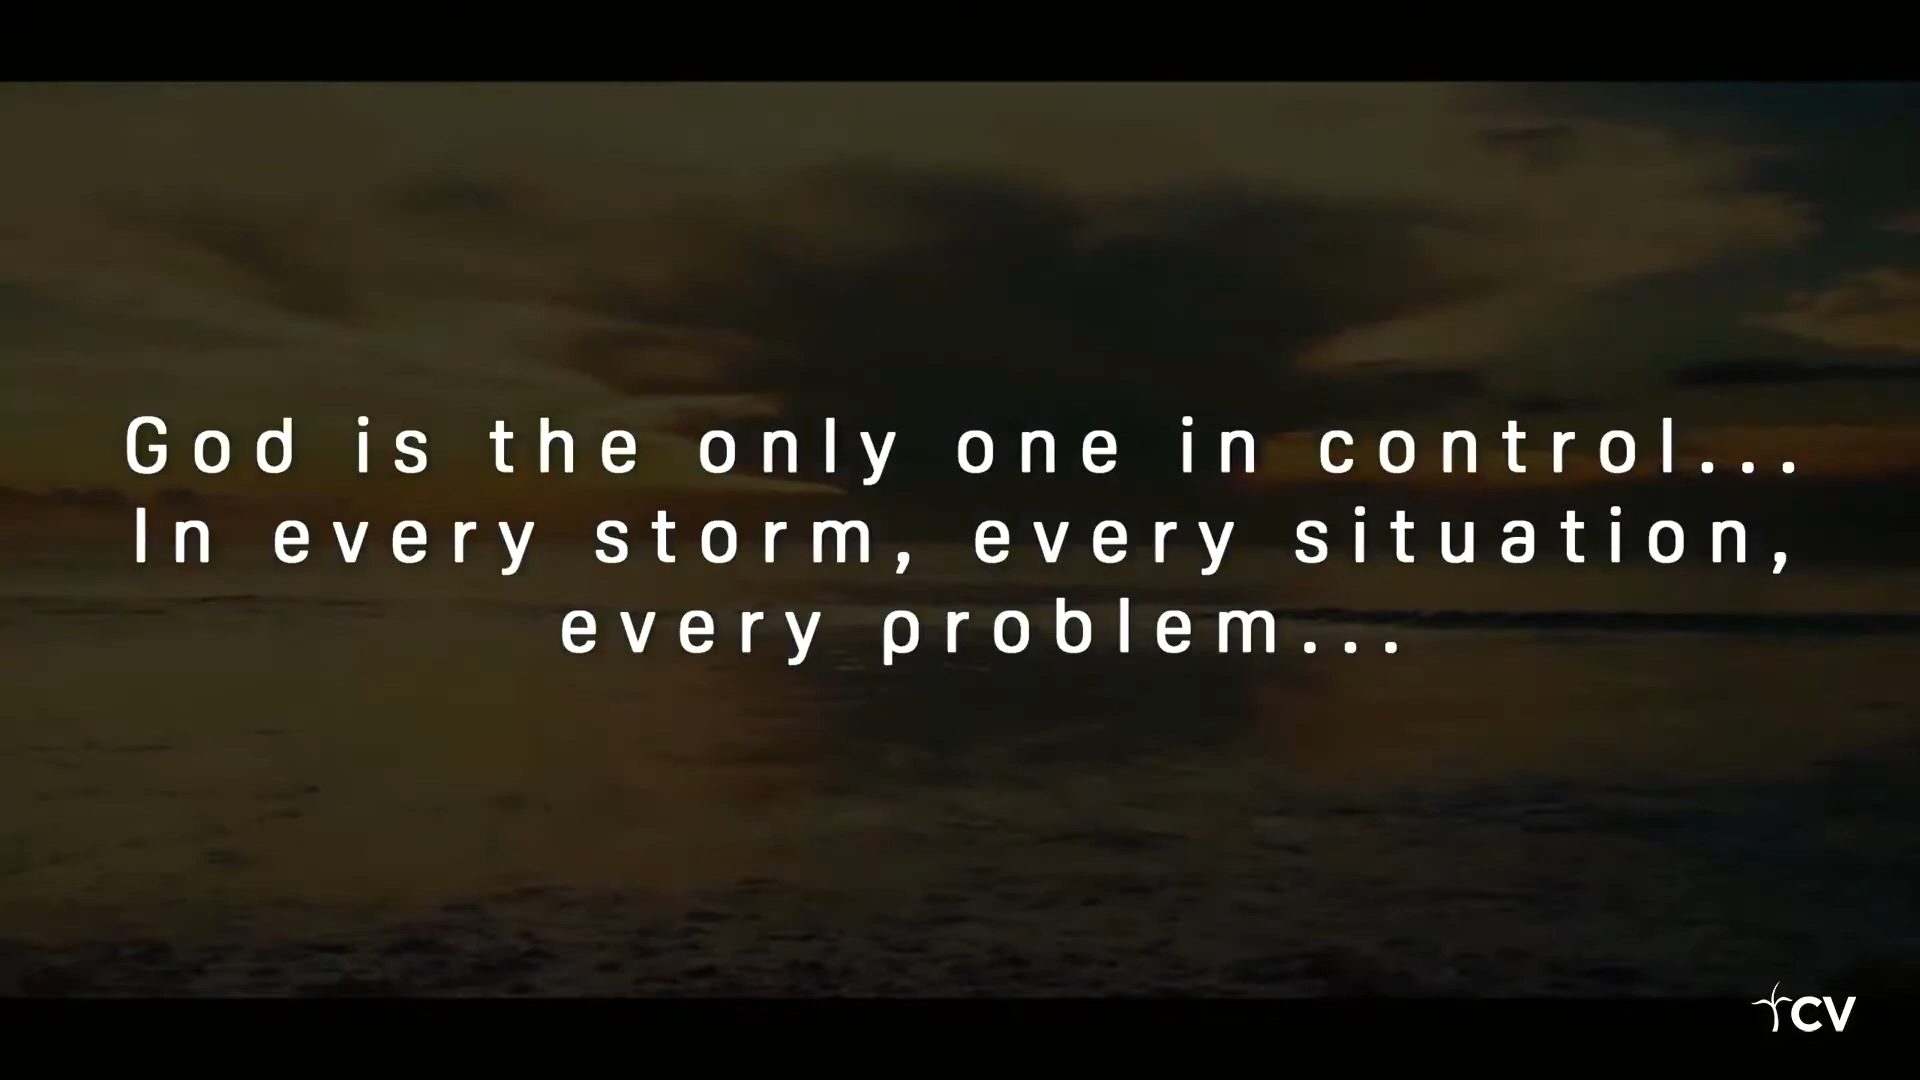 God is the only one in control...
In every storm, every situation,
every problem...
CV